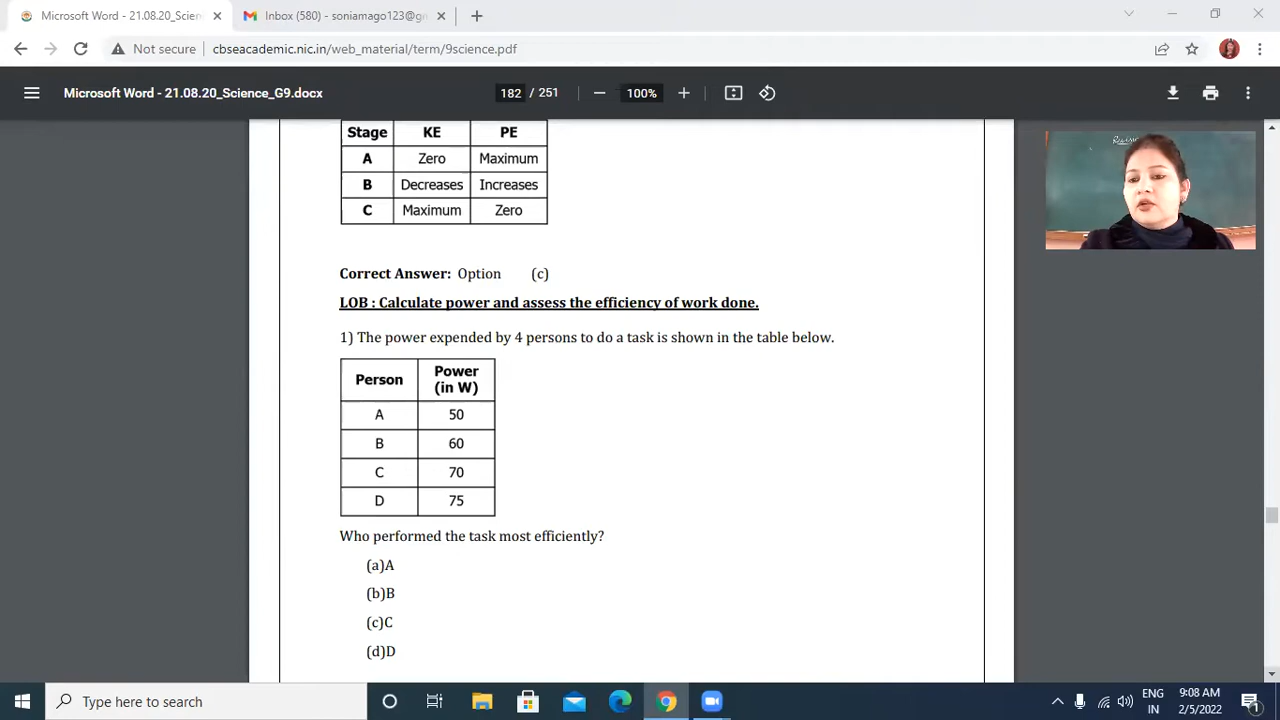 Microsoft Word - 21.08.20_Scien
Inbox (580) - soniamago123@g
Not secure
cbseacademic.nic.in/web_material/term/9science.pdf
Microsoft Word - 21.08.20_Science_G9.docx
182 / 251
100%
Stage KE PE
A Zero Maximum
B Decreases Increases
C Maximum Zero
Correct Answer: Option (c)
LOB : Calculate power and assess the efficiency of work done.
1) The power expended by 4 persons to do a task is shown in the table below.
Person Power (in W)
A 50
B 60
C 70
D 75
Who performed the task most efficiently?
(a)A
(b)B
(c)C
(d)D
Type here to search
ENG
IN
9:08 AM
2/5/2022
1